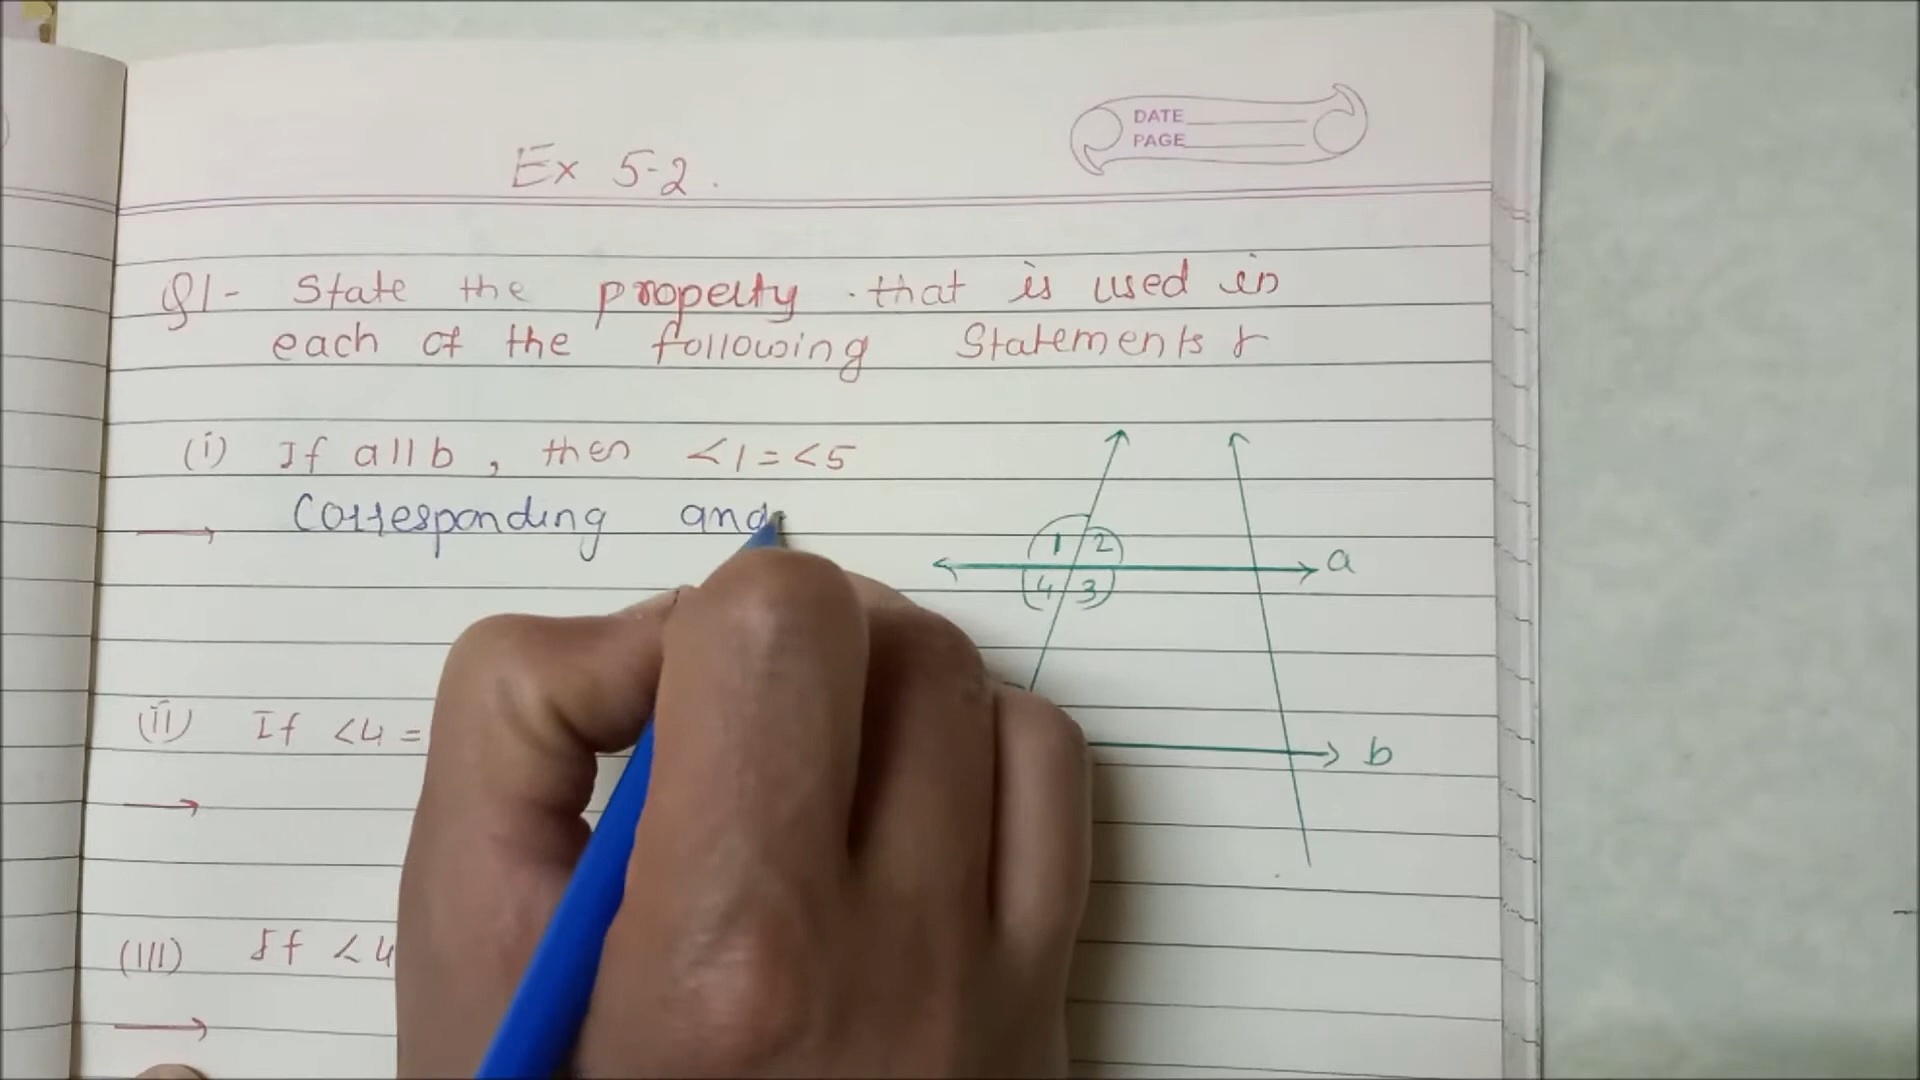 DATE
PAGE
Ex 5-2.
Q1- State the property that is used in
each of the following Statements :-
(i) If a || b, then <1 = <5
Corresponding ang
1 2
a
4 3
(ii) If <4 =
b
(III) If <4